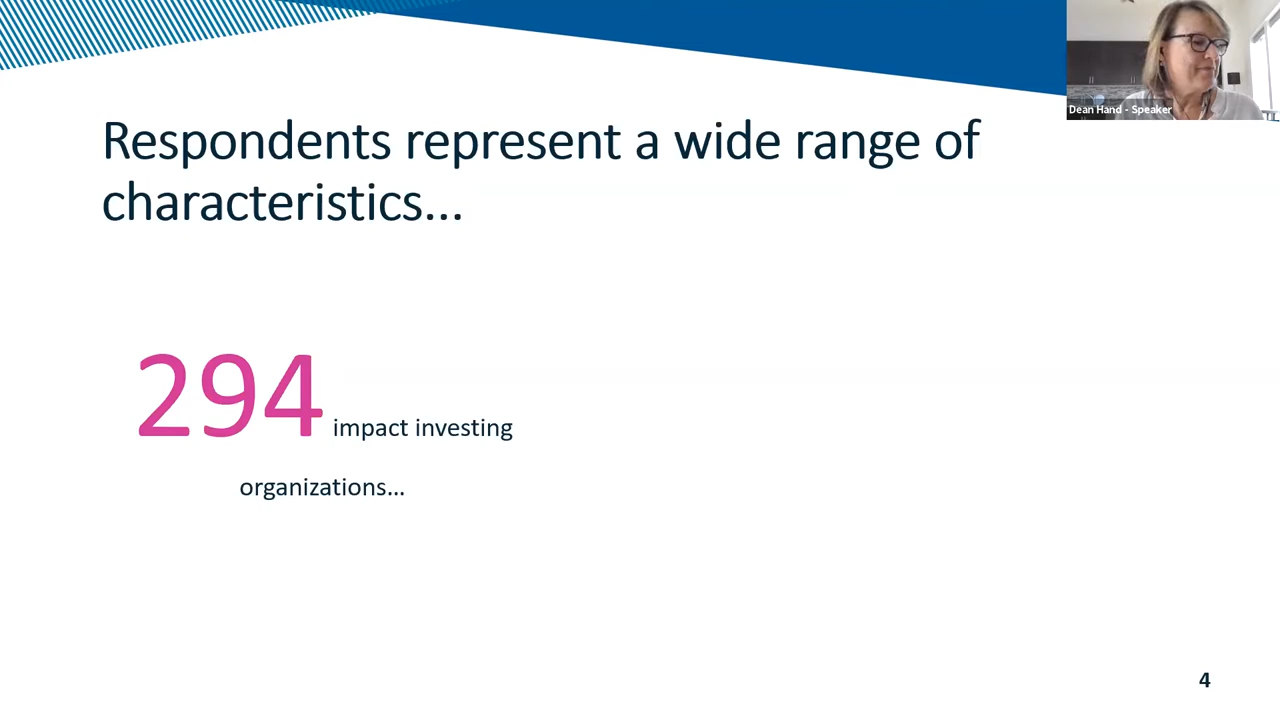 Dean Hand - Speaker
Respondents represent a wide range of
characteristics...
294 impact investing
organizations...
4